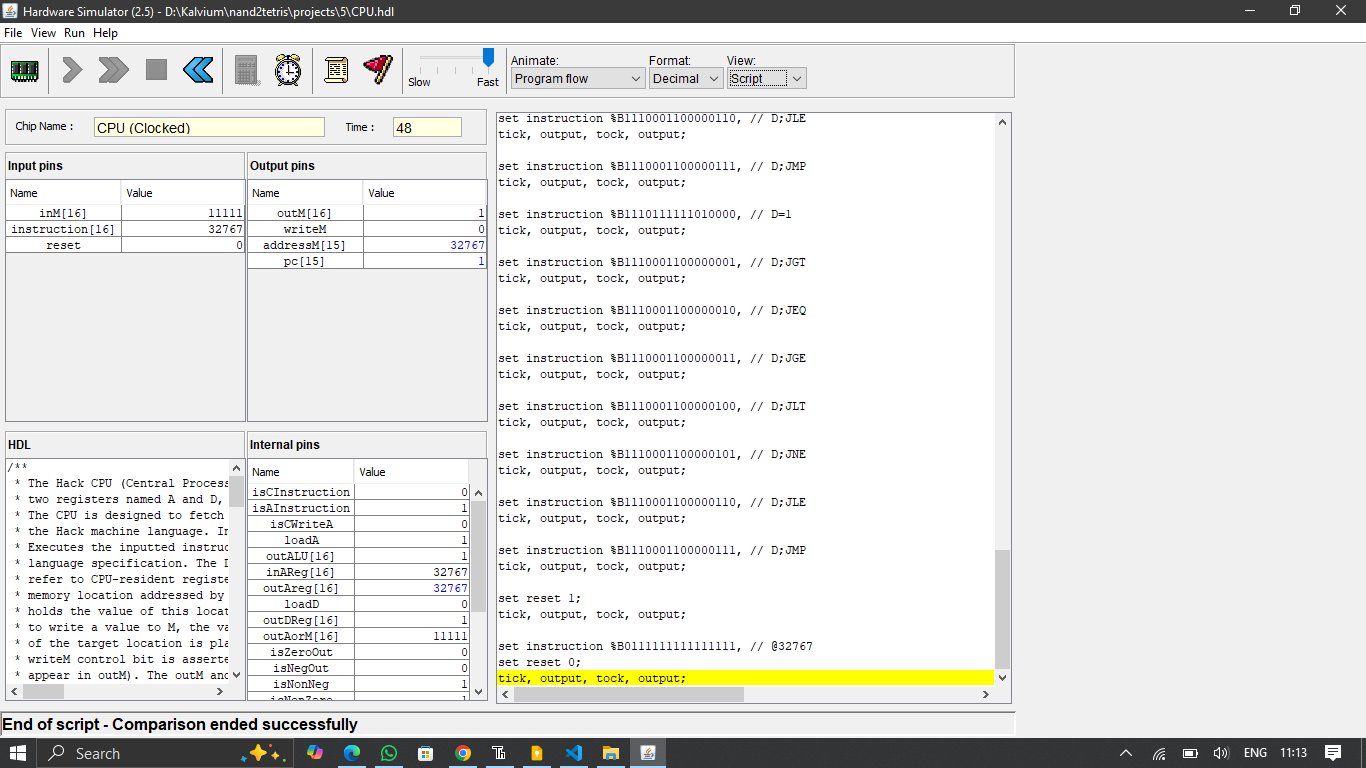 Hardware Simulator (2.5) - D:\Kalvium\nand2tetris\projects\5\CPU.hdl
File View Run Help
Slow Fast
Animate: Format: View:
Program flow Decimal Script
Chip Name : CPU (Clocked) Time : 48
Input pins
Name Value
inM[16] 11111
instruction[16] 32767
reset 0
Output pins
Name Value
outM[16] 1
writeM 0
addressM[15] 32767
pc[15] 1
HDL
/**
* The Hack CPU (Central Process
* two registers named A and D,
* The CPU is designed to fetch
* the Hack machine language. In
* Executes the inputted instruc
* language specification. The D
* refer to CPU-resident registe
* memory location addressed by
* holds the value of this locat
* to write a value to M, the va
* of the target location is pla
* writeM control bit is asserte
* appear in outM). The outM and
Internal pins
Name Value
isCInstruction 0
isAInstruction 1
isCWriteA 0
loadA 1
outALU[16] 1
inAReg[16] 32767
outAreg[16] 32767
loadD 0
outDReg[16] 1
outAorM[16] 11111
isZeroOut 0
isNegOut 0
isNonNeg 1
isNonZero 1
set instruction %B1110001100000110, // D;JLE
tick, output, tock, output;
set instruction %B1110001100000111, // D;JMP
tick, output, tock, output;
set instruction %B1110111111010000, // D=1
tick, output, tock, output;
set instruction %B1110001100000001, // D;JGT
tick, output, tock, output;
set instruction %B1110001100000010, // D;JEQ
tick, output, tock, output;
set instruction %B1110001100000011, // D;JGE
tick, output, tock, output;
set instruction %B1110001100000100, // D;JLT
tick, output, tock, output;
set instruction %B1110001100000101, // D;JNE
tick, output, tock, output;
set instruction %B1110001100000110, // D;JLE
tick, output, tock, output;
set instruction %B1110001100000111, // D;JMP
tick, output, tock, output;
set reset 1;
tick, output, tock, output;
set instruction %B0111111111111111, // @32767
set reset 0;
tick, output, tock, output;
End of script - Comparison ended successfully
Search
ENG 11:13